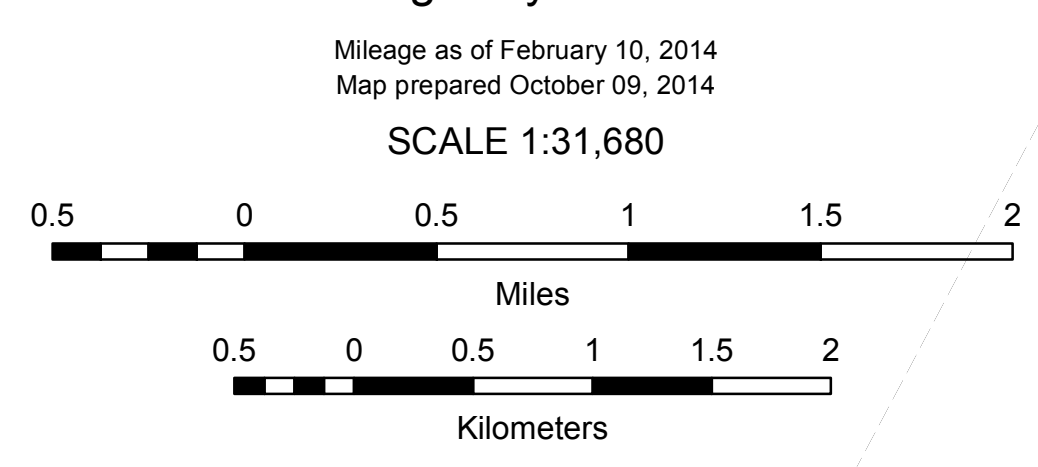 Mileage as of February 10, 2014
Map prepared October 09, 2014
SCALE 1:31,680
0.5 0 0.5 1 1.5 2
Miles
0.5 0 0.5 1 1.5 2
Kilometers